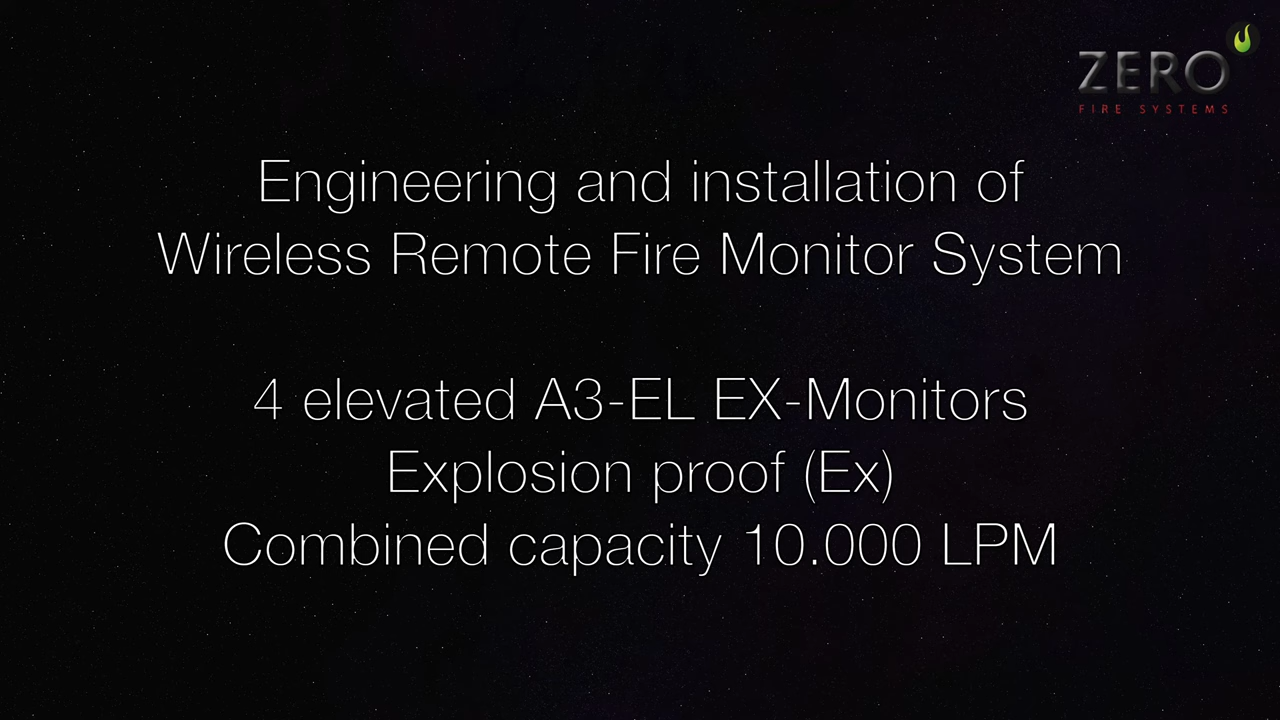 ZERO
FIRE SYSTEMS
Engineering and installation of
Wireless Remote Fire Monitor System
4 elevated A3-EL EX-Monitors
Explosion proof (Ex)
Combined capacity 10.000 LPM